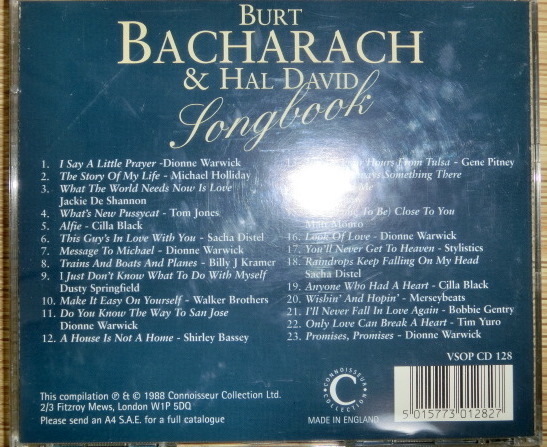 BURT
BACHARACH
& HAL DAVID
Songbook
1. I Say A Little Prayer -Dionne Warwick
2. The Story Of My Life - Michael Holliday
3. What The World Needs Now Is Love
Jackie De Shannon
4. What's New Pussycat - Tom Jones
5. Alfie - Cilla Black
6. This Guy's In Love With You - Sacha Distel
7. Message To Michael - Dionne Warwick
8. Trains And Boats And Planes - Billy J Kramer
9. I Just Don't Know What To Do With Myself
Dusty Springfield
10. Make It Easy On Yourself - Walker Brothers
11. Do You Know The Way To San Jose
Dionne Warwick
12. A House Is Not A Home - Shirley Bassey
Hours From Tulsa - Gene Pitney
Something There
Me
To Be) Close To You
Matt Monro
16. Look Of Love - Dionne Warwick
17. You'll Never Get To Heaven - Stylistics
18. Raindrops Keep Falling On My Head
Sacha Distel
19. Anyone Who Had A Heart - Cilla Black
20. Wishin' And Hopin' - Merseybeats
21. I'll Never Fall In Love Again - Bobbie Gentry
22. Only Love Can Break A Heart - Tim Yuro
23. Promises, Promises - Dionne Warwick
VSOP CD 128
This compilation ℗ & © 1988 Connoisseur Collection Ltd.
2/3 Fitzroy Mews, London W1P 5DQ
Please send an A4 S.A.E. for a full catalogue
CONNOISSEUR
C
COLLECTION
MADE IN ENGLAND
5 015773 012827